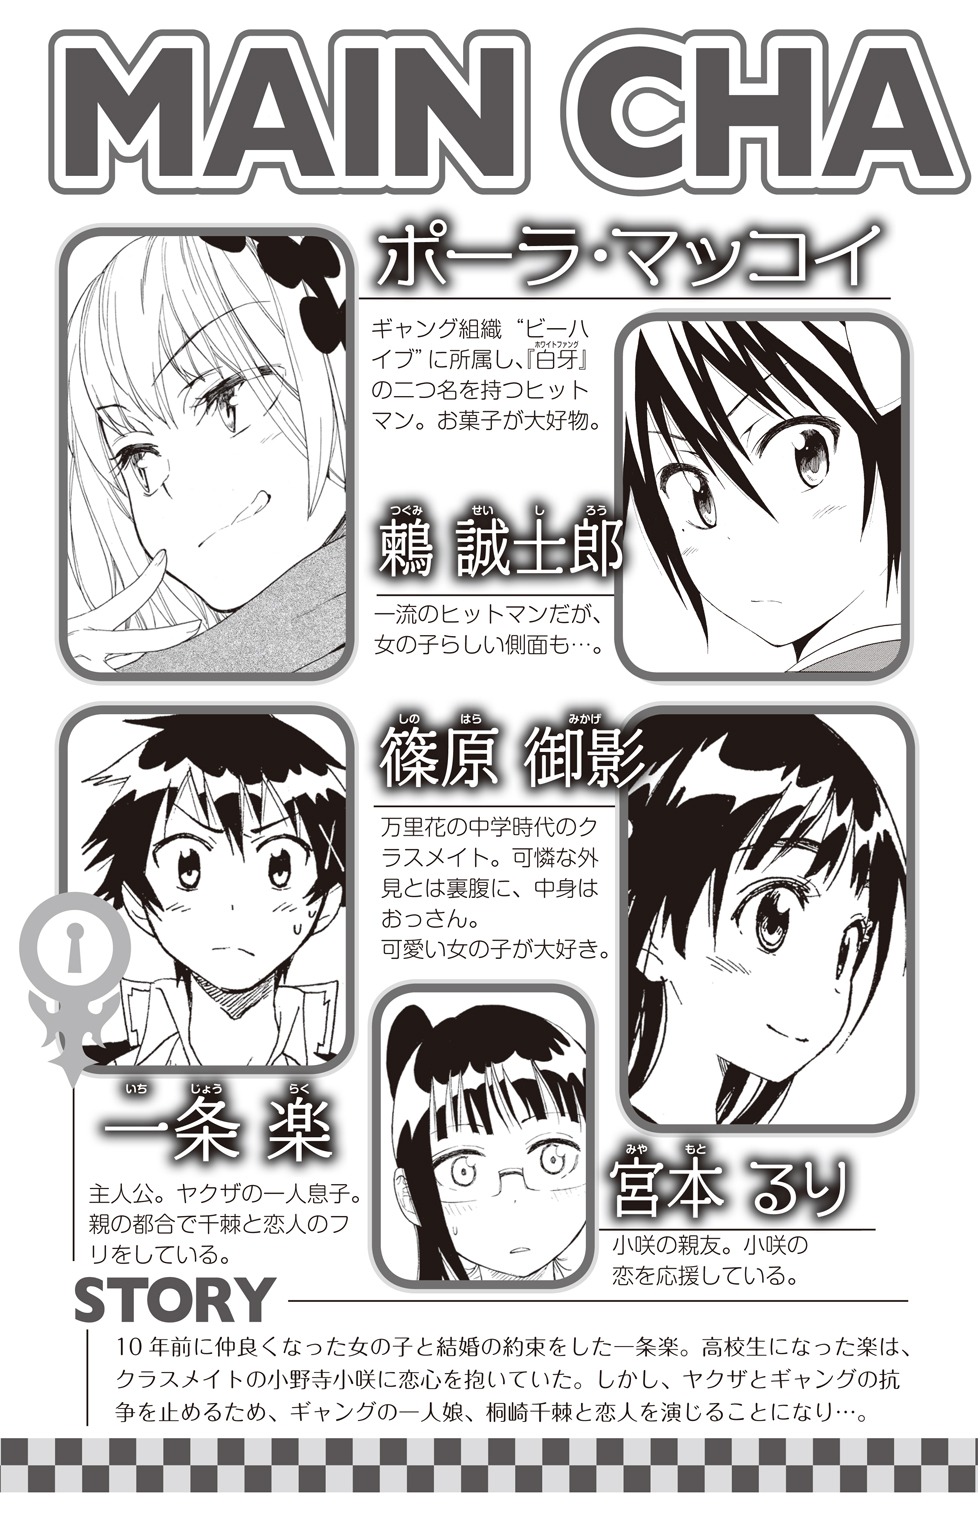 MAIN CHA
ポーラ・マッコイ
ギャング組織 “ビーハ
イブ” に所属し、『白牙』
ホワイトファング
の二つ名を持つヒット
マン。お菓子が大好物。
つぐみ せい し ろう
鶫 誠士郎
一流のヒットマンだが、
女の子らしい側面も…。
しの はら みかげ
篠原 御影
万里花の中学時代のク
ラスメイト。可憐な外
見とは裏腹に、中身は
おっさん。
可愛い女の子が大好き。
いち じょう らく
一条 楽
主人公。ヤクザの一人息子。
親の都合で千棘と恋人のフ
リをしている。
みや もと
宮本 るり
小咲の親友。小咲の
恋を応援している。
STORY
10年前に仲良くなった女の子と結婚の約束をした一条楽。高校生になった楽は、
クラスメイトの小野寺小咲に恋心を抱いていた。しかし、ヤクザとギャングの抗
争を止めるため、ギャングの一人娘、桐崎千棘と恋人を演じることになり…。